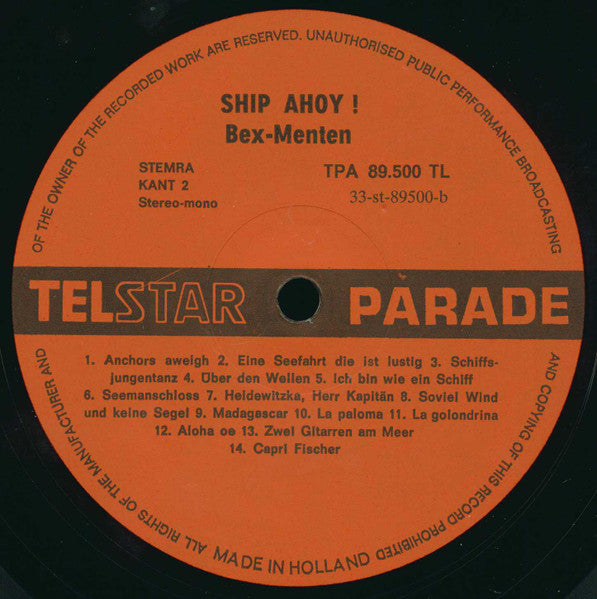 OF THE OWNER OF THE RECORDED WORK ARE RESERVED. UNAUTHORISED PUBLIC PERFORMANCE BROADCASTING
SHIP AHOY !
Bex-Menten
STEMRA
KANT 2
Stereo-mono
TPA 89.500 TL
33-st-89500-b
TELSTAR PARADE
1. Anchors aweigh 2. Eine Seefahrt die ist lustig 3. Schiffs-
jungentanz 4. Über den Wellen 5. Ich bin wie ein Schiff
6. Seemanschloss 7. Heidewitzka, Herr Kapitän 8. Soviel Wind
und keine Segel 9. Madagascar 10. La paloma 11. La golondrina
12. Aloha oe 13. Zwei Gitarren am Meer
14. Capri Fischer
AND COPYING OF THIS RECORD PROHIBITED
MADE IN HOLLAND
ALL RIGHTS OF THE MANUFACTURER AND